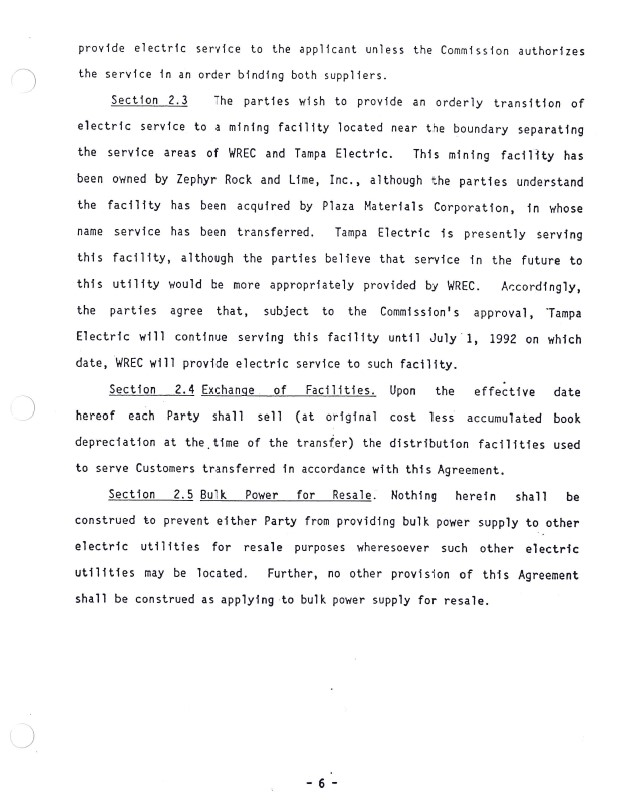 provide electric service to the applicant unless the Commission authorizes
the service in an order binding both suppliers.
Section 2.3 The parties wish to provide an orderly transition of
electric service to a mining facility located near the boundary separating
the service areas of WREC and Tampa Electric. This mining facility has
been owned by Zephyr Rock and Lime, Inc., although the parties understand
the facility has been acquired by Plaza Materials Corporation, in whose
name service has been transferred. Tampa Electric is presently serving
this facility, although the parties believe that service in the future to
this utility would be more appropriately provided by WREC. Accordingly,
the parties agree that, subject to the Commission's approval, Tampa
Electric will continue serving this facility until July 1, 1992 on which
date, WREC will provide electric service to such facility.
Section 2.4 Exchange of Facilities. Upon the effective date
hereof each Party shall sell (at original cost less accumulated book
depreciation at the time of the transfer) the distribution facilities used
to serve Customers transferred in accordance with this Agreement.
Section 2.5 Bulk Power for Resale. Nothing herein shall be
construed to prevent either Party from providing bulk power supply to other
electric utilities for resale purposes wheresoever such other electric
utilities may be located. Further, no other provision of this Agreement
shall be construed as applying to bulk power supply for resale.
- 6 -